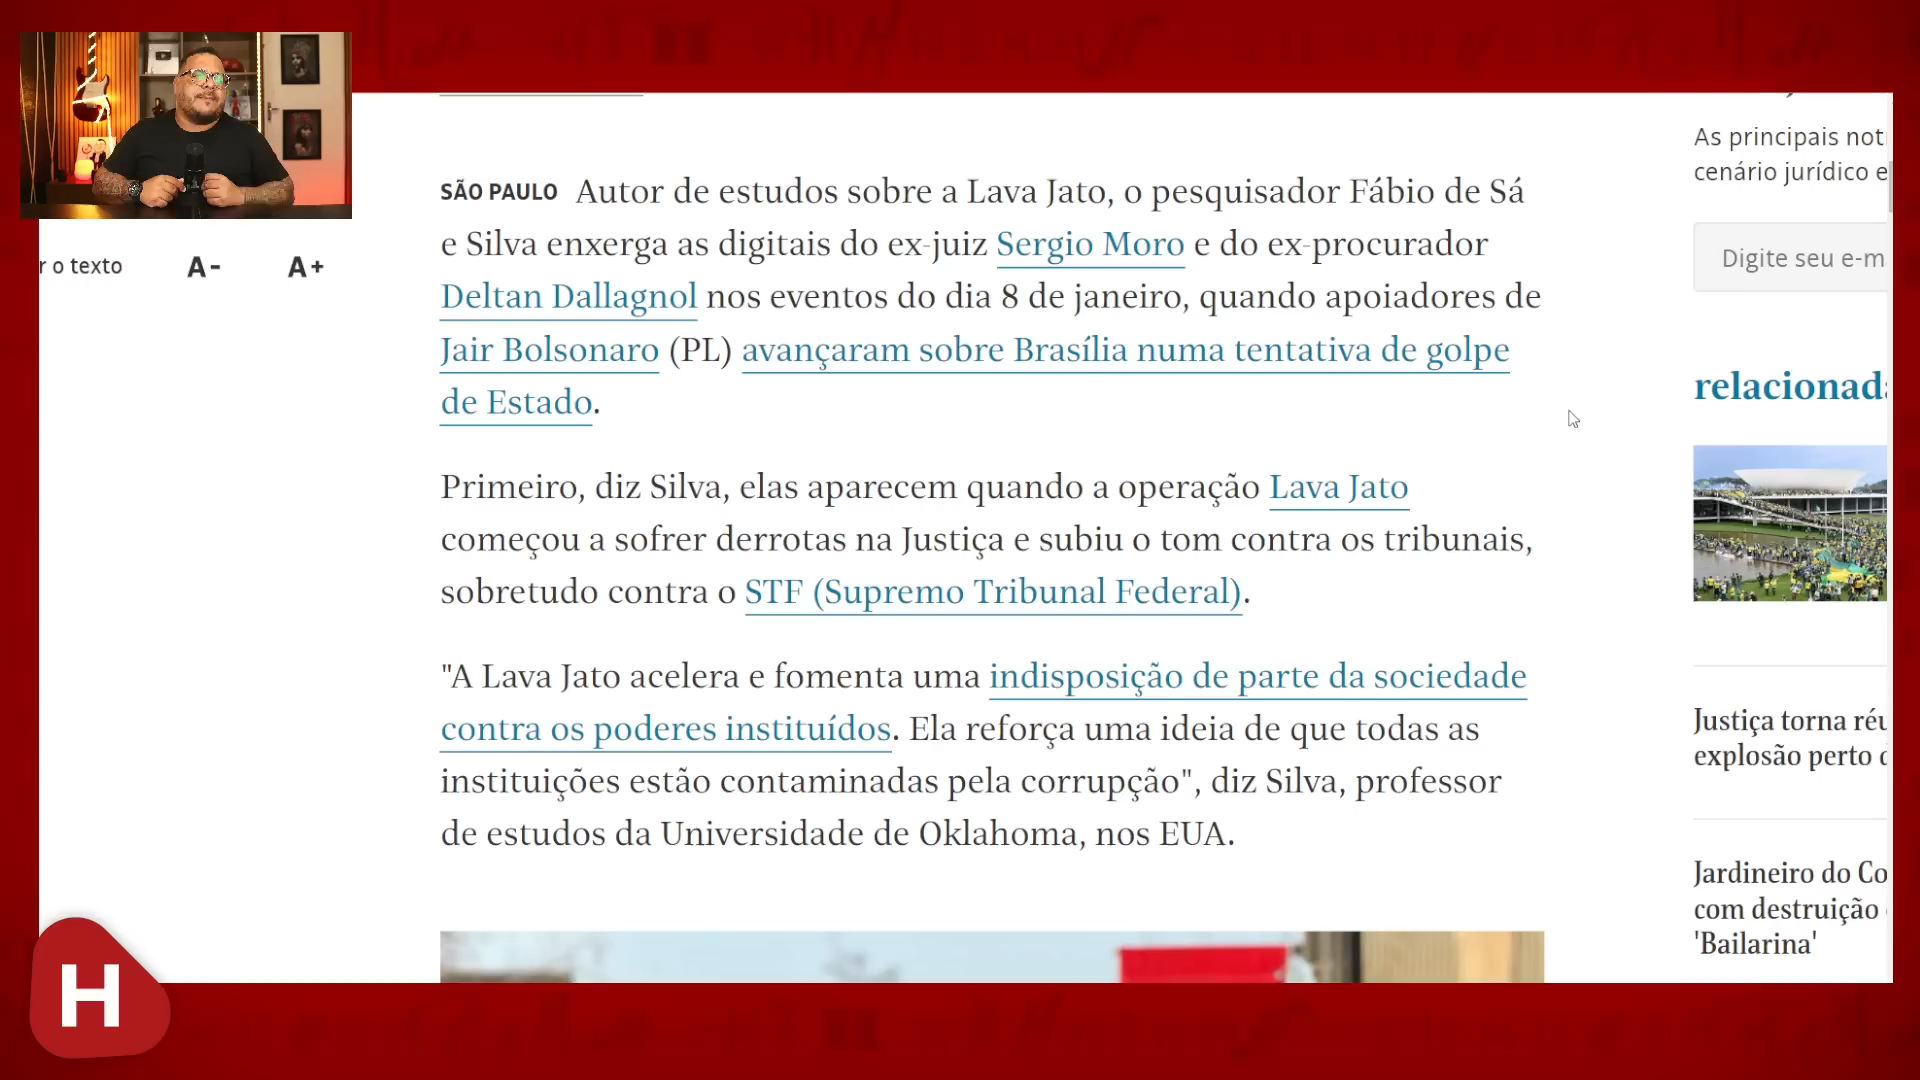 SÃO PAULO Autor de estudos sobre a Lava Jato, o pesquisador Fábio de Sá
e Silva enxerga as digitais do ex-juiz Sergio Moro e do ex-procurador
Deltan Dallagnol nos eventos do dia 8 de janeiro, quando apoiadores de
Jair Bolsonaro (PL) avançaram sobre Brasília numa tentativa de golpe
de Estado.
Primeiro, diz Silva, elas aparecem quando a operação Lava Jato
começou a sofrer derrotas na Justiça e subiu o tom contra os tribunais,
sobretudo contra o STF (Supremo Tribunal Federal).
"A Lava Jato acelera e fomenta uma indisposição de parte da sociedade
contra os poderes instituídos. Ela reforça uma ideia de que todas as
instituições estão contaminadas pela corrupção", diz Silva, professor
de estudos da Universidade de Oklahoma, nos EUA.
r o texto A- A+
As principais not
cenário jurídico e
Digite seu e-m
relacionad
Justiça torna réu
explosão perto d
Jardineiro do Co
com destruição
'Bailarina'
H